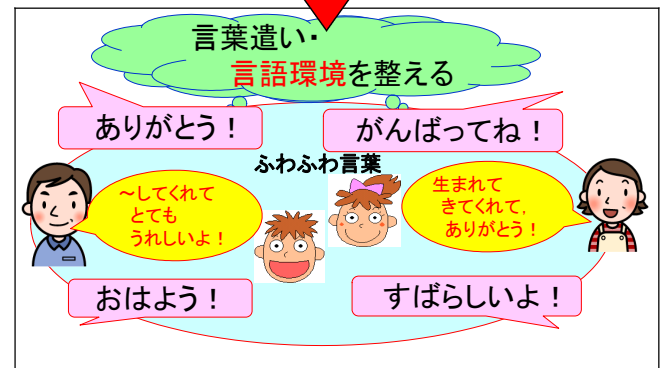 言葉遣い・
言語環境を整える
ありがとう！
がんばってね！
ふわふわ言葉
～してくれて
とても
うれしいよ！
生まれて
きてくれて，
ありがとう！
おはよう！
すばらしいよ！